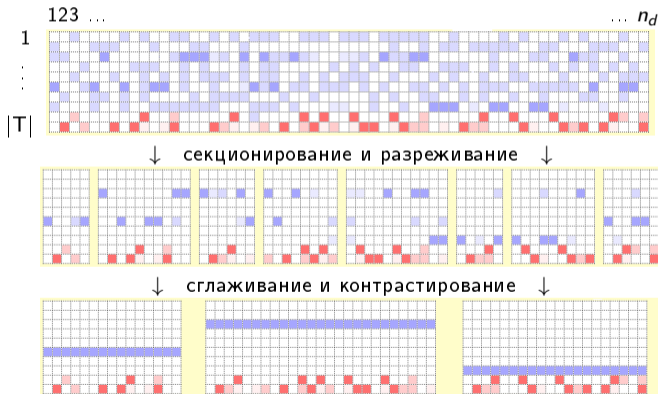 123 ... ... n_d
1
⋮
|T|
↓ секционирование и разреживание ↓
↓ сглаживание и контрастирование ↓